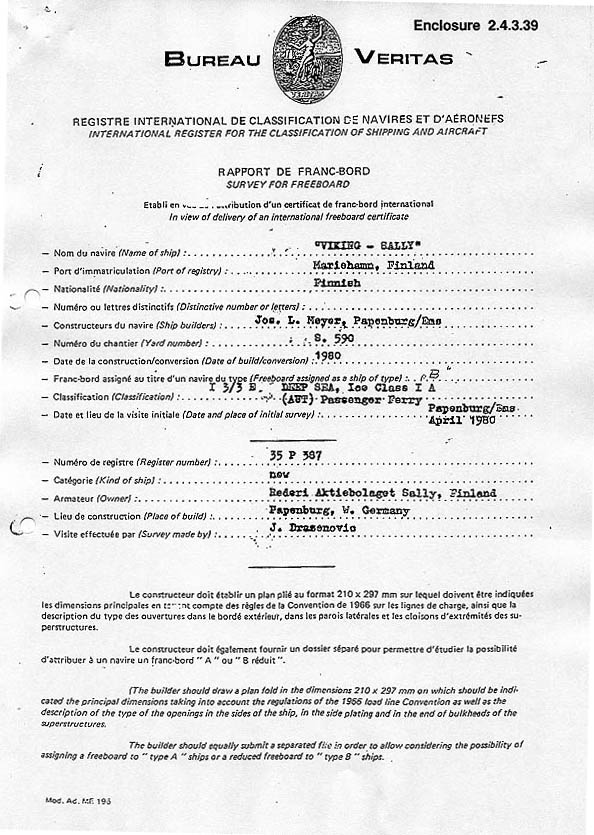 Enclosure 2.4.3.39
BUREAU VERITAS
REGISTRE INTERNATIONAL DE CLASSIFICATION DE NAVIRES ET D'AÉRONEFS
INTERNATIONAL REGISTER FOR THE CLASSIFICATION OF SHIPPING AND AIRCRAFT
RAPPORT DE FRANC-BORD
SURVEY FOR FREEBOARD
Etabli en d'un certificat de franc-bord international
In view of delivery of an international freeboard certificate
— Nom du navire (Name of ship) : "VIKING - SALLY"
— Port d'immatriculation (Port of registry) : Mariehamn, Finland
— Nationalité (Nationality) : Finnish
— Numéro ou lettres distinctifs (Distinctive number or letters) :
— Constructeurs du navire (Ship builders) : Jos. L. Meyer, Papenburg/Ems
— Numéro du chantier (Yard number) : S. 590
— Date de la construction/conversion (Date of build/conversion) : 1980
— Franc-bord assigné au titre d'un navire du type (Freeboard assigned as a ship of type) : "B"
I 3/3 E. DEEP SEA, Ice Class I A
— Classification (Classification) : (AUT) Passenger Ferry
— Date et lieu de la visite initiale (Date and place of initial survey) : Papenburg/Ems
April 1980
— Numéro de registre (Register number) : 35 P 387
— Catégorie (Kind of ship) : new
— Armateur (Owner) : Rederi Aktiebolaget Sally, Finland
— Lieu de construction (Place of build) : Papenburg, W. Germany
— Visite effectuée par (Survey made by) : J. Drasenovic
Le constructeur doit établir un plan plié au format 210 x 297 mm sur lequel doivent être indiquées
les dimensions principales en tenant compte des règles de la Convention de 1966 sur les lignes de charge, ainsi que la
description du type des ouvertures dans le bordé extérieur, dans les parois latérales et les cloisons d'extrémités des su-
perstructures.
Le constructeur doit également fournir un dossier séparé pour permettre d'étudier la possibilité
d'attribuer à un navire un franc-bord " A " ou " B réduit ".
(The builder should draw a plan fold in the dimensions 210 x 297 mm on which should be indi-
cated the principal dimensions taking into account the regulations of the 1966 load line Convention as well as the
description of the type of the openings in the sides of the ship, in the side plating and in the end of bulkheads of the
superstructures.
The builder should equally submit a separated file in order to allow considering the possibility of
assigning a freeboard to " type A " ships or a reduced freeboard to " type B " ships.
Mod. Ad. ME 195